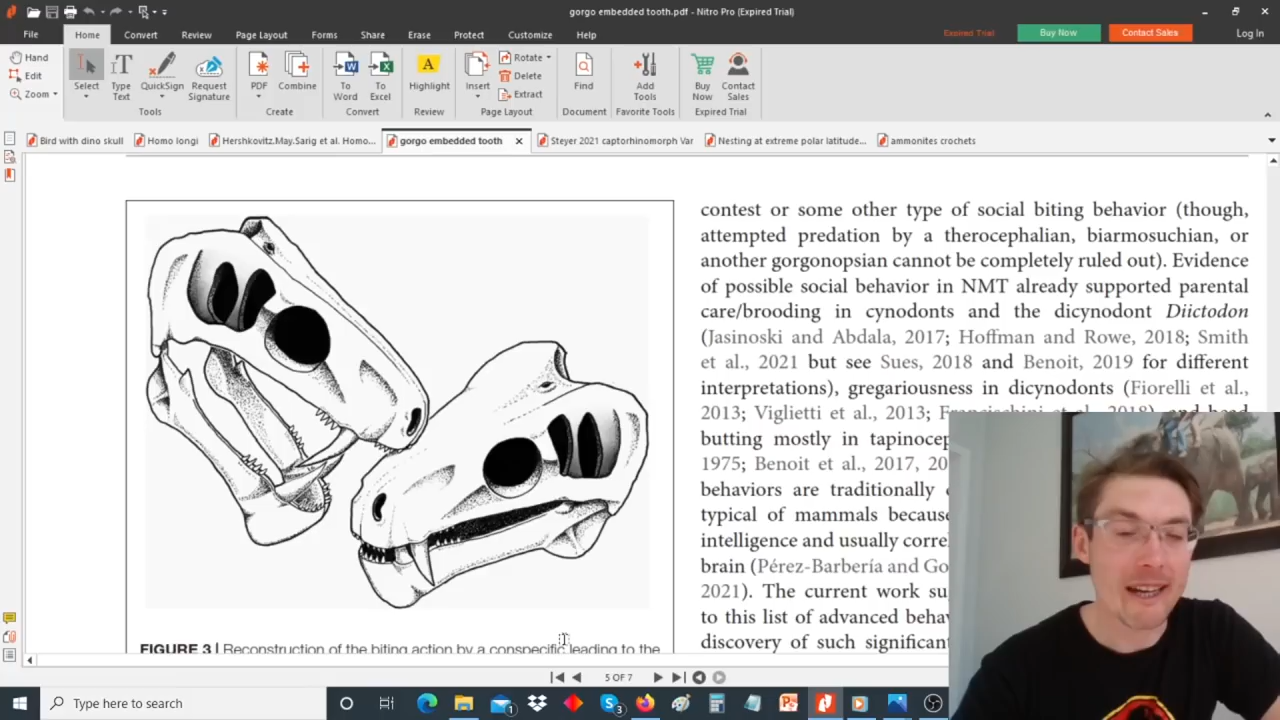 gorgo embedded tooth.pdf - Nitro Pro (Expired Trial)
File Home Convert Review Page Layout Forms Share Erase Protect Customize Help
Expired Trial Buy Now Contact Sales Log In
Hand
Edit
Zoom
Select
Type Text
QuickSign
Request Signature
Tools
PDF
Combine
Create
To Word
To Excel
Convert
Highlight
Review
Insert
Rotate
Delete
Extract
Page Layout
Find
Document
Add Tools
Favorite Tools
Buy Now
Contact Sales
Expired Trial
Bird with dino skull
Homo longi
Hershkovitz.May.Sarig et al. Homo...
gorgo embedded tooth
Steyer 2021 captorhinomorph Var
Nesting at extreme polar latitude...
ammonites crochets
contest or some other type of social biting behavior (though,
attempted predation by a therocephalian, biarmosuchian, or
another gorgonopsian cannot be completely ruled out). Evidence
of possible social behavior in NMT already supported parental
care/brooding in cynodonts and the dicynodont Diictodon
(Jasinoski and Abdala, 2017; Hoffman and Rowe, 2018; Smith
et al., 2021 but see Sues, 2018 and Benoit, 2019 for different
interpretations), gregariousness in dicynodonts (Fiorelli et al.,
2013; Viglietti et al., 2013; Francischini et al., 2018), and head
butting mostly in
1975; Benoit et al., 2017,
behaviors are traditionally
typical of mammals because
intelligence and usually
brain (Pérez-Barbería and
2021). The current work
to this list of advanced
discovery of such
FIGURE 3 | Reconstruction of the biting action by a conspecific leading to the
5 OF 7
Type here to search
1
3